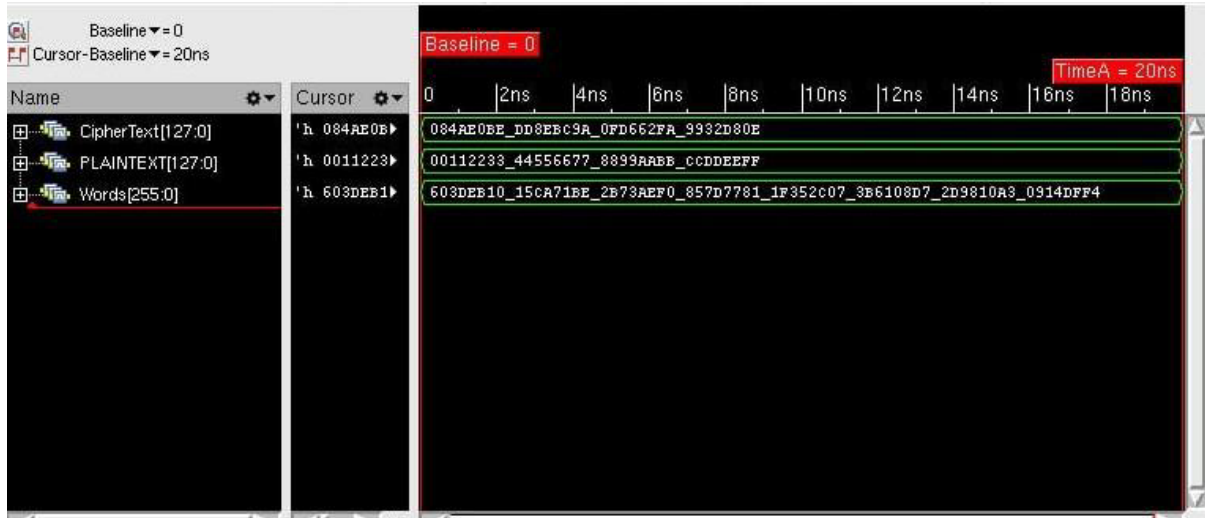 Baseline▼= 0
Cursor-Baseline▼= 20ns
Baseline = 0
TimeA = 20ns
Name Cursor 0 2ns 4ns 6ns 8ns 10ns 12ns 14ns 16ns 18ns
CipherText[127:0] 'h 084AE0B 084AE0BE_DD8EBC9A_0FD662FA_9932D80E
PLAINTEXT[127:0] 'h 0011223 00112233_44556677_8899AABB_CCDDEEFF
Words[255:0] 'h 603DEB1 603DEB10_15CA71BE_2B73AEF0_857D7781_1F352C07_3B6108D7_2D9810A3_0914DFF4